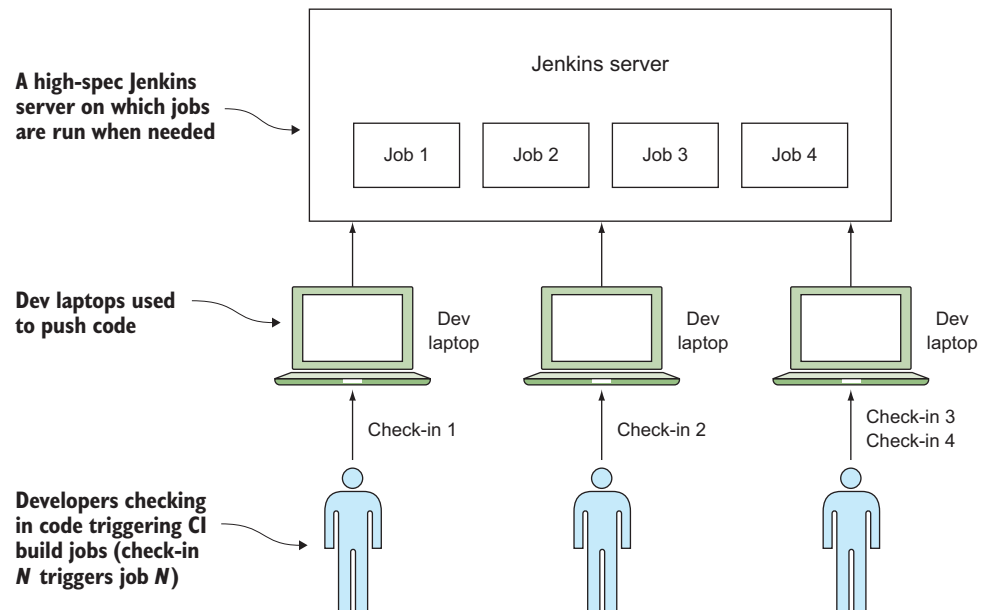 Jenkins server
A high-spec Jenkins
server on which jobs
are run when needed
Job 1
Job 2
Job 3
Job 4
Dev laptops used
to push code
Dev
laptop
Dev
laptop
Dev
laptop
Check-in 1
Check-in 2
Check-in 3
Check-in 4
Developers checking
in code triggering CI
build jobs (check-in
N triggers job N)